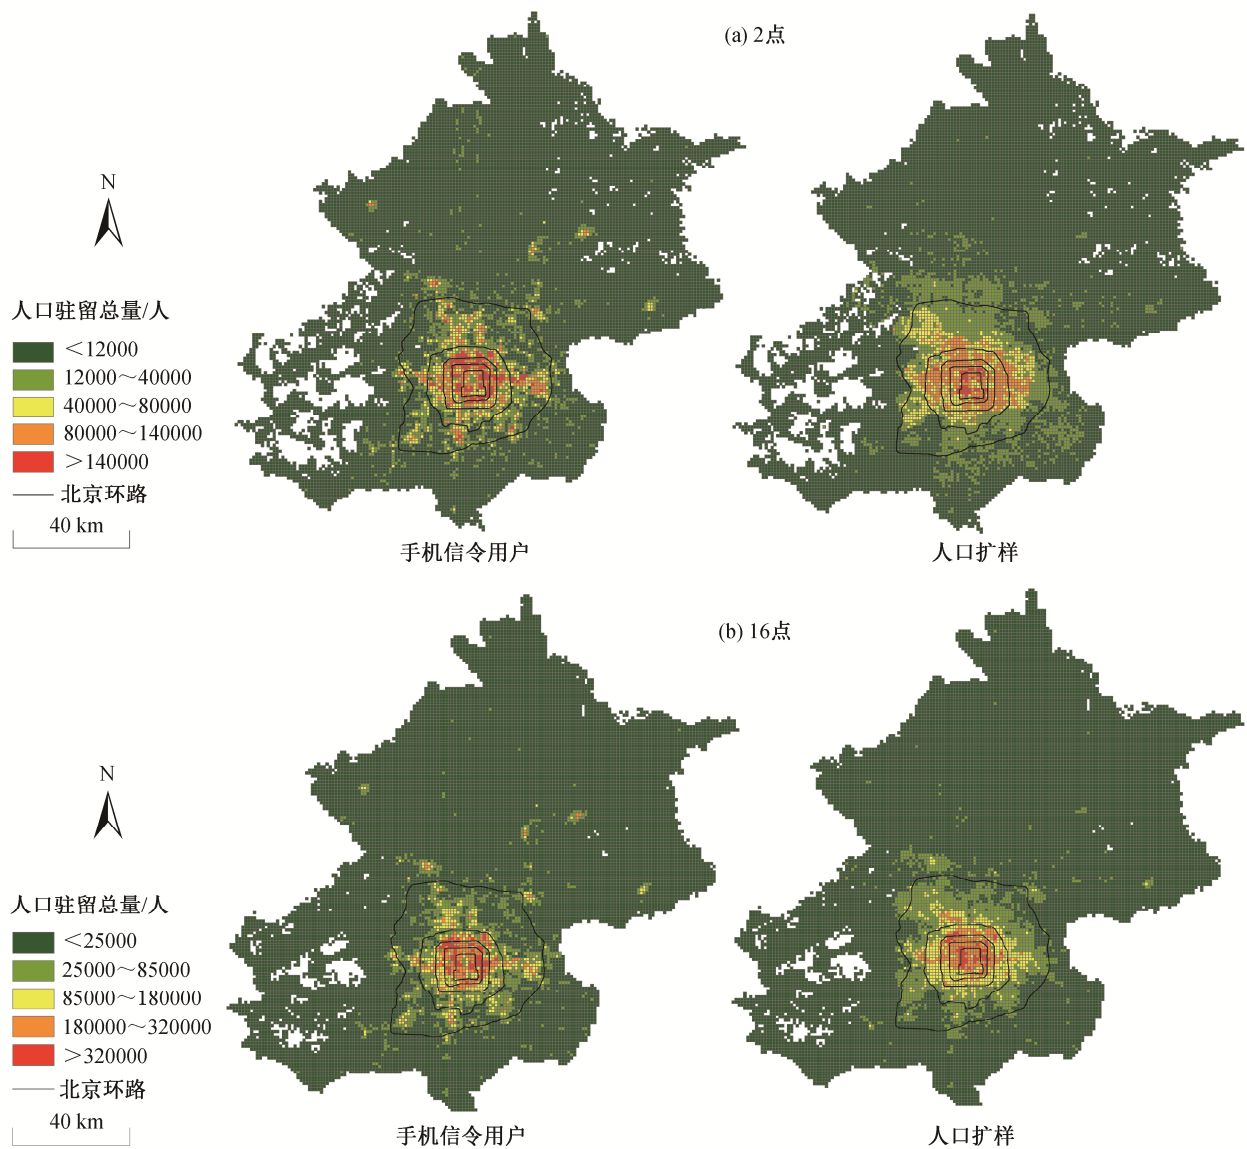 (a) 2点
N
人口驻留总量/人
＜12000
12000～40000
40000～80000
80000～140000
＞140000
北京环路
40 km
手机信令用户
人口扩样
(b) 16点
N
人口驻留总量/人
＜25000
25000～85000
85000～180000
180000～320000
＞320000
北京环路
40 km
手机信令用户
人口扩样